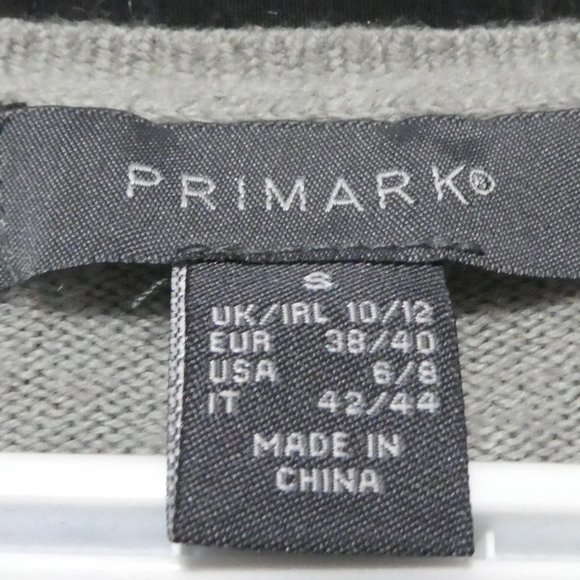 PRIMARK®
S
UK/IRL 10/12
EUR 38/40
USA 6/8
IT 42/44
MADE IN
CHINA